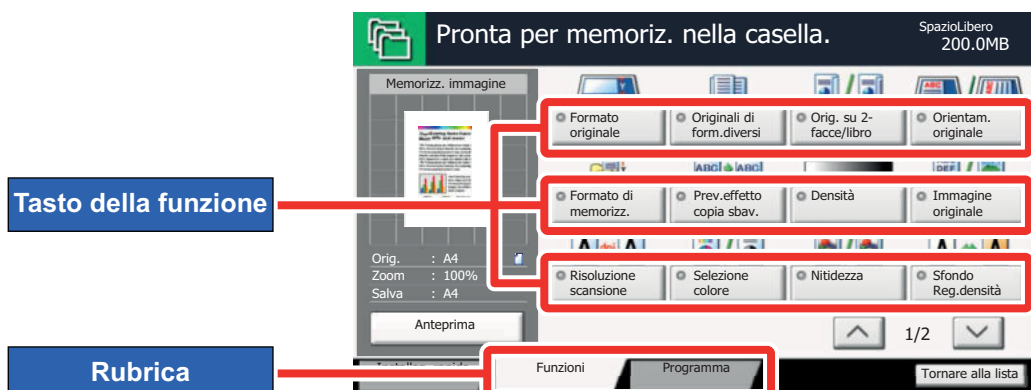 Pronta per memoriz. nella casella.
SpazioLibero
200.0MB
Memorizz. immagine
Formato
originale
Originali di
form.diversi
Orig. su 2-
facce/libro
Orientam.
originale
Tasto della funzione
Formato di
memorizz.
Prev.effetto
copia sbav.
Densità
Immagine
originale
Orig. : A4
Zoom : 100%
Salva : A4
Risoluzione
scansione
Selezione
colore
Nitidezza
Sfondo
Reg.densità
Anteprima
1/2
Rubrica
Funzioni
Programma
Tornare alla lista